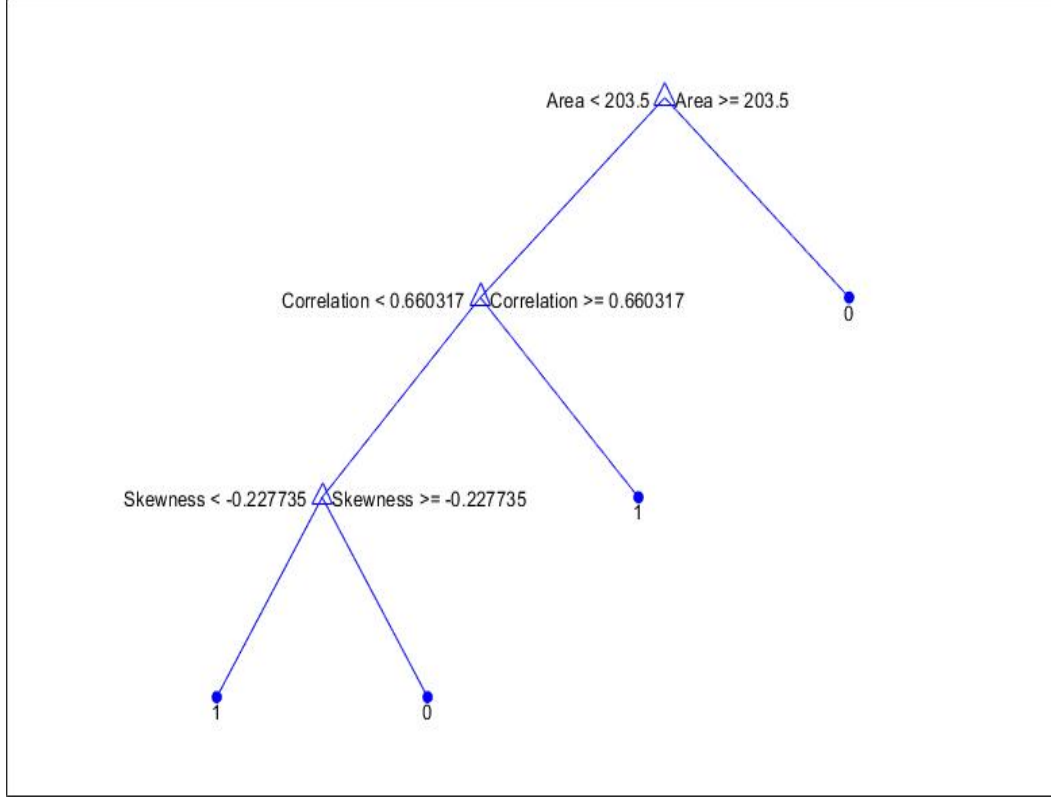 Area < 203.5 Area >= 203.5
Correlation < 0.660317 Correlation >= 0.660317
0
Skewness < -0.227735 Skewness >= -0.227735
1
1 0